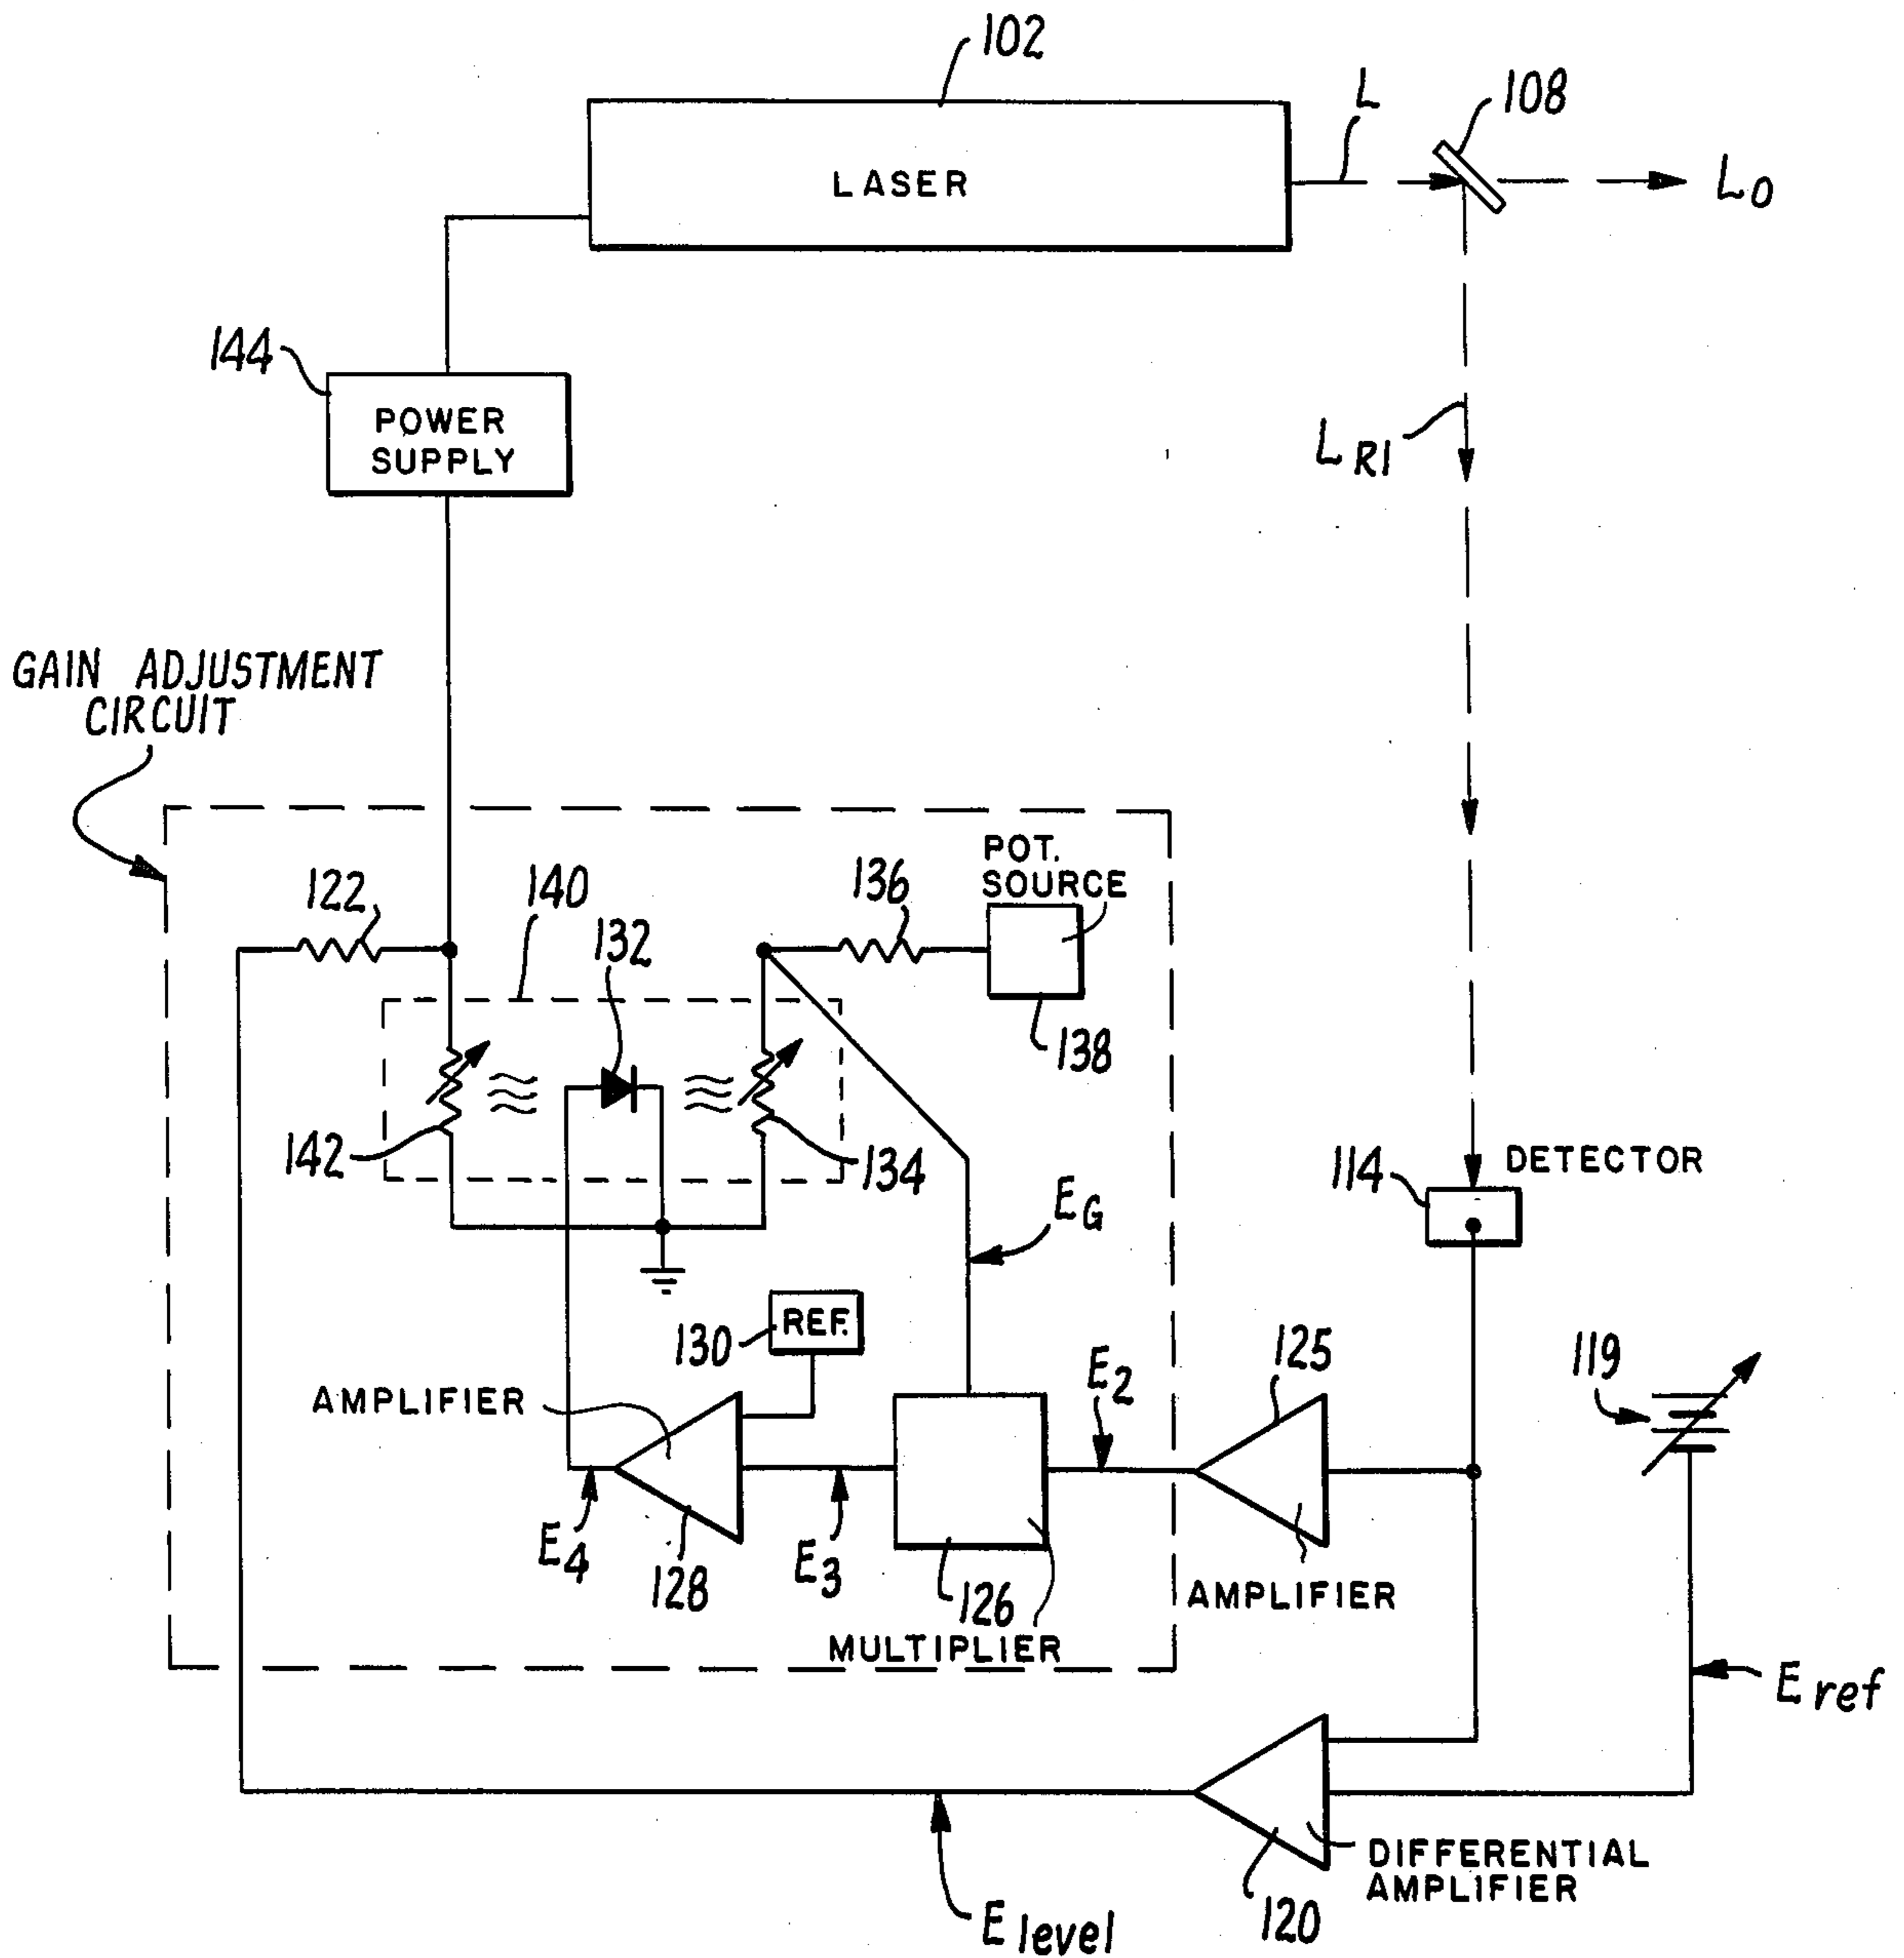 102
L
108
LASER
LO
144
POWER
SUPPLY
LR1
GAIN ADJUSTMENT
CIRCUIT
POT.
SOURCE
122
140
132
136
138
142
134
114
DETECTOR
EG
130
REF.
125
119
AMPLIFIER
E2
E4
128
E3
126
AMPLIFIER
MULTIPLIER
Eref
DIFFERENTIAL
AMPLIFIER
120
Elevel